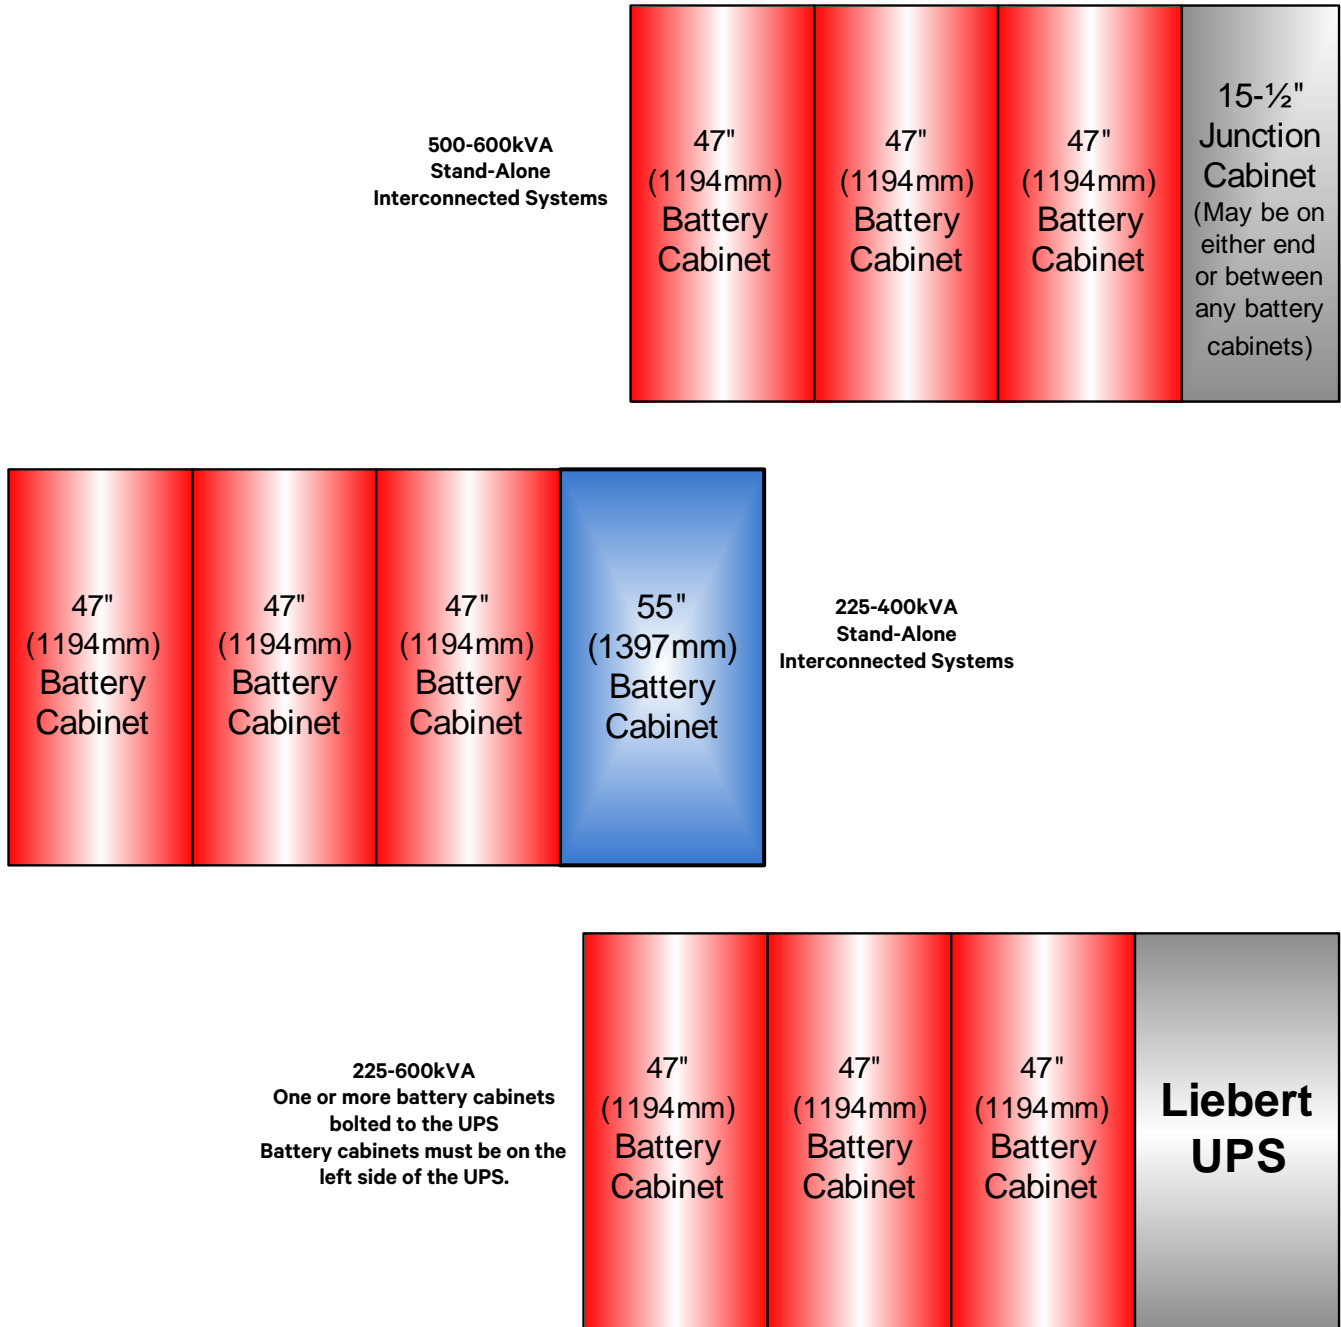 500-600kVA
Stand-Alone
Interconnected Systems
47"
(1194mm)
Battery
Cabinet
47"
(1194mm)
Battery
Cabinet
47"
(1194mm)
Battery
Cabinet
15-½"
Junction
Cabinet
(May be on
either end
or between
any battery
cabinets)
47"
(1194mm)
Battery
Cabinet
47"
(1194mm)
Battery
Cabinet
47"
(1194mm)
Battery
Cabinet
55"
(1397mm)
Battery
Cabinet
225-400kVA
Stand-Alone
Interconnected Systems
225-600kVA
One or more battery cabinets
bolted to the UPS
Battery cabinets must be on the
left side of the UPS.
47"
(1194mm)
Battery
Cabinet
47"
(1194mm)
Battery
Cabinet
47"
(1194mm)
Battery
Cabinet
Liebert
UPS